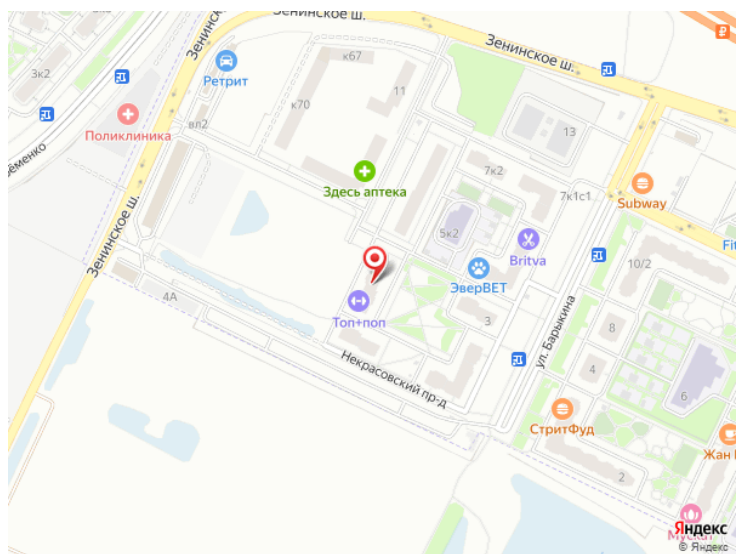 Зенинское ш.
3к2
Ретрит
к67
11
к70
Зенинское ш.
13
Поликлиника
вл2
Здесь аптека
7к2
7к1с1
Subway
Зенинское ш.
5к2
Britva
Fit
10/2
ЭверВЕТ
4А
Топ+поп
3
ул. Барыкина
8
Некрасовский пр-д
4
6
СтритФуд
2
Жан
Мускат
Яндекс
© Яндекс